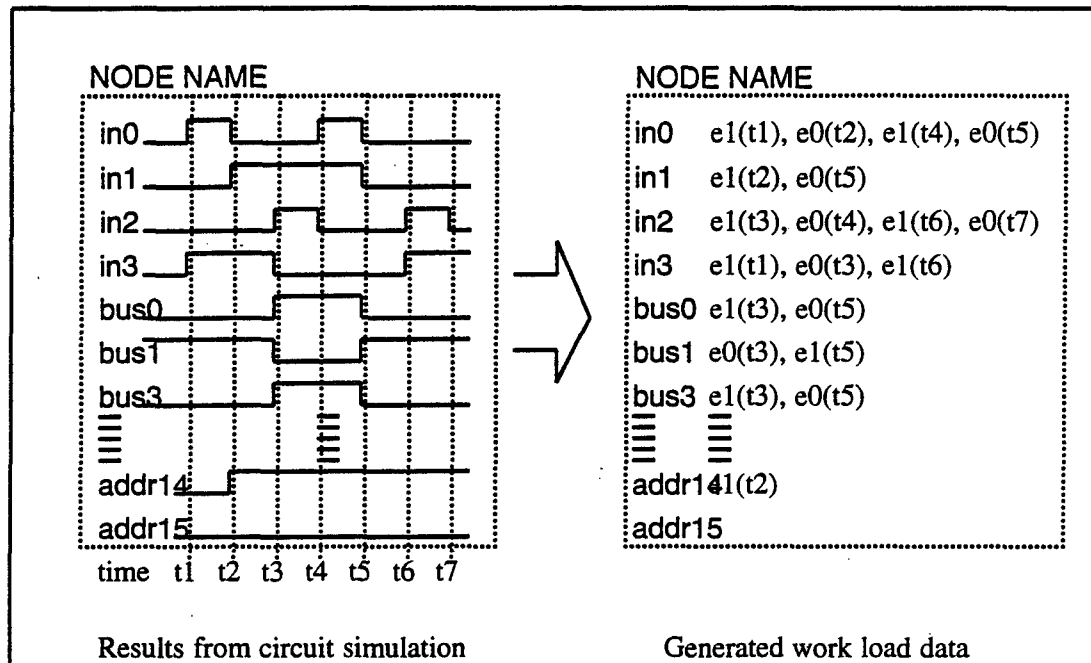 NODE NAME
in0
in1
in2
in3
bus0
bus1
bus3
addr14
addr15
time t1 t2 t3 t4 t5 t6 t7
Results from circuit simulation
NODE NAME
in0 e1(t1), e0(t2), e1(t4), e0(t5)
in1 e1(t2), e0(t5)
in2 e1(t3), e0(t4), e1(t6), e0(t7)
in3 e1(t1), e0(t3), e1(t6)
bus0 e1(t3), e0(t5)
bus1 e0(t3), e1(t5)
bus3 e1(t3), e0(t5)
addr14 e1(t2)
addr15
Generated work load data